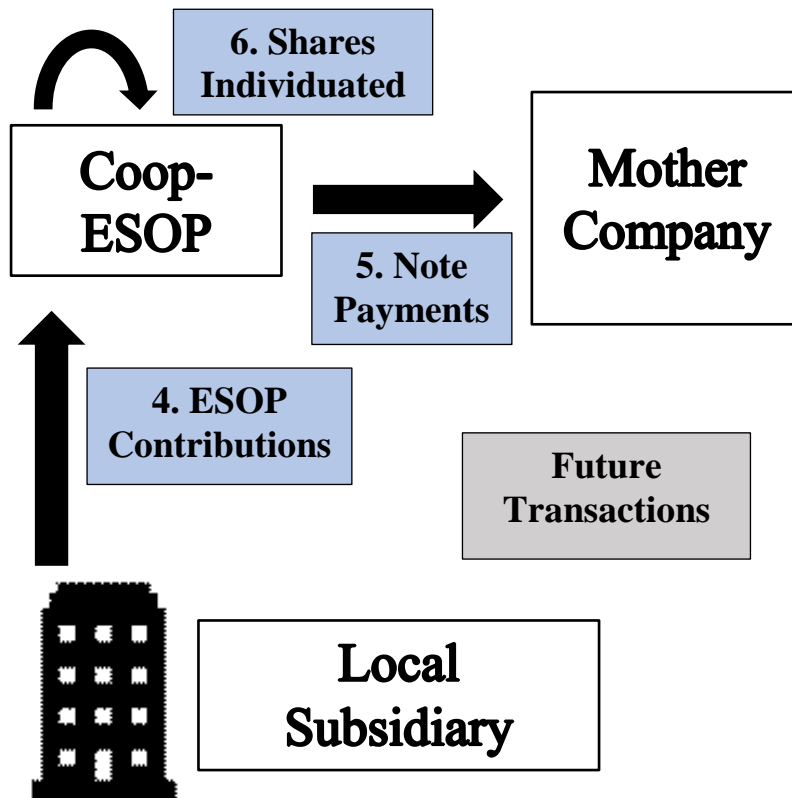 6. Shares
Individuated
Coop-
ESOP
Mother
Company
5. Note
Payments
4. ESOP
Contributions
Future
Transactions
Local
Subsidiary